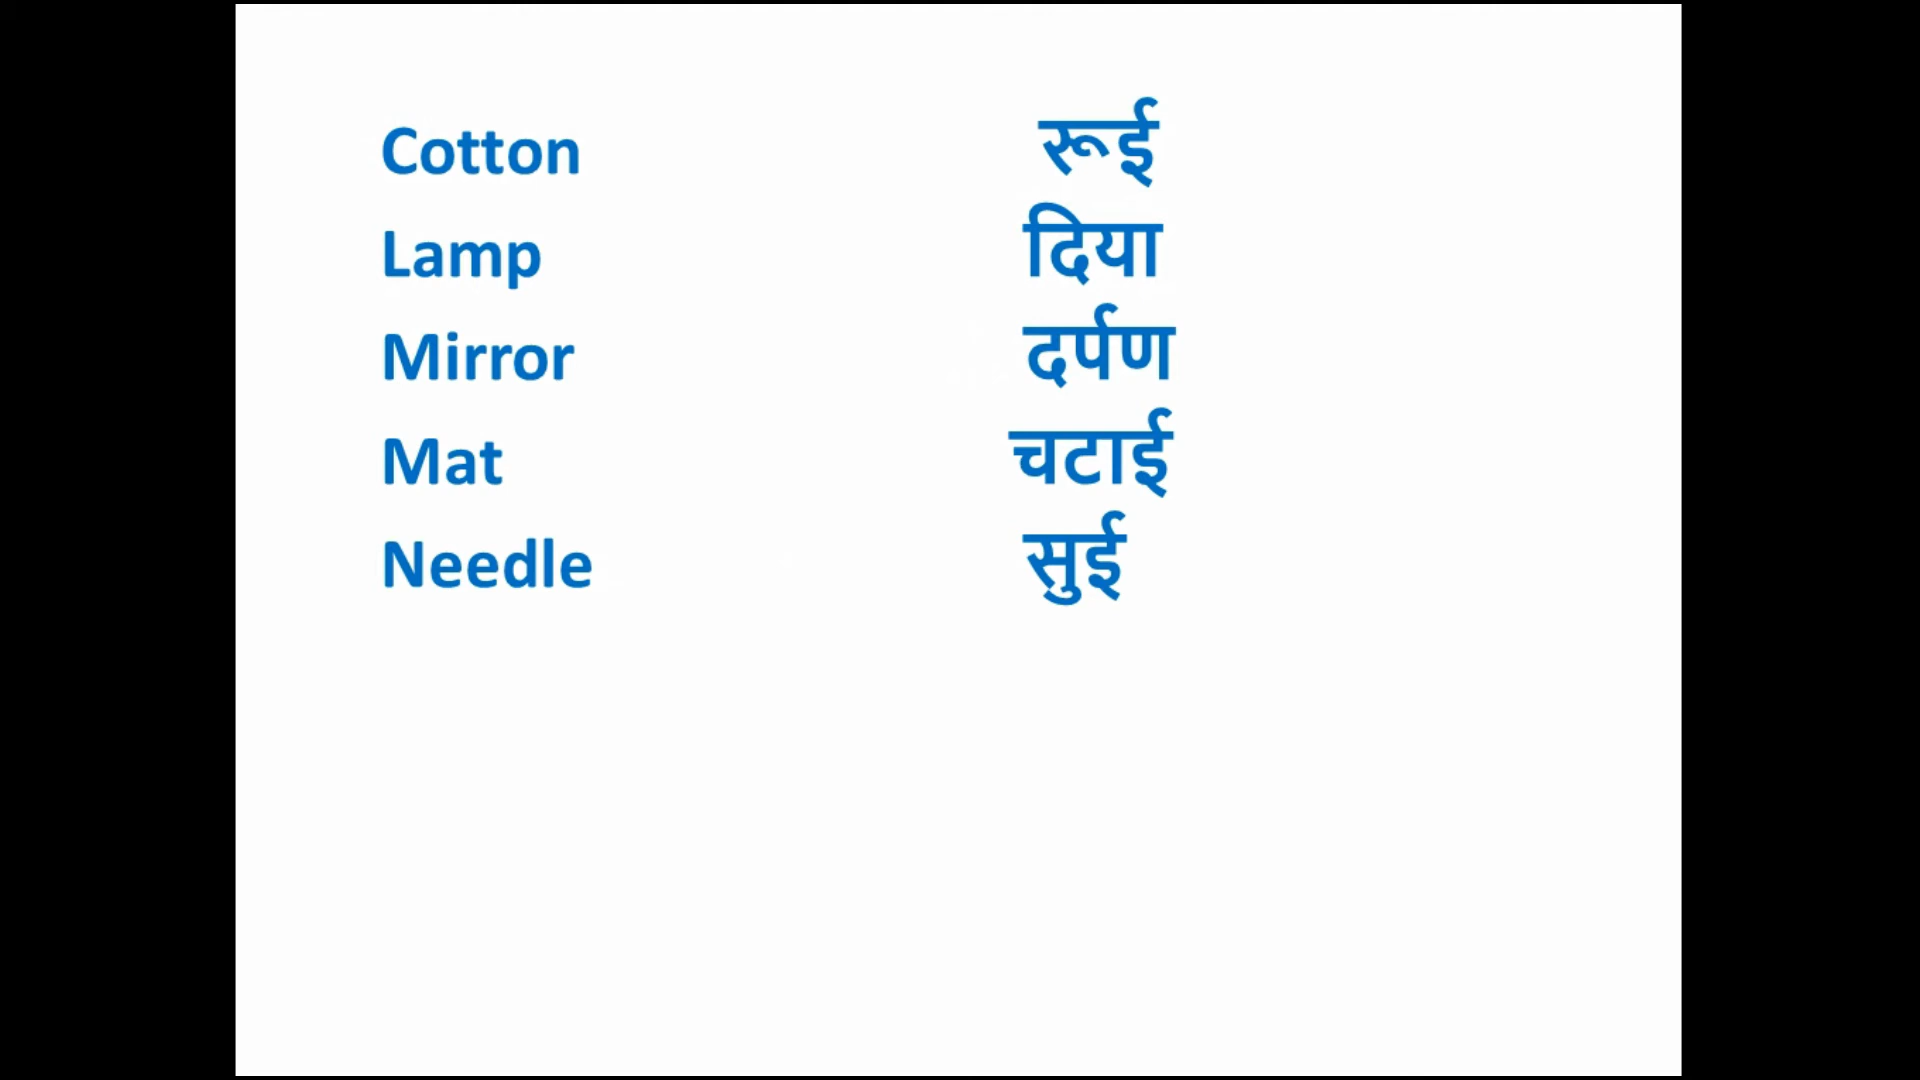 Cotton रूई
Lamp दिया
Mirror दर्पण
Mat चटाई
Needle सुई